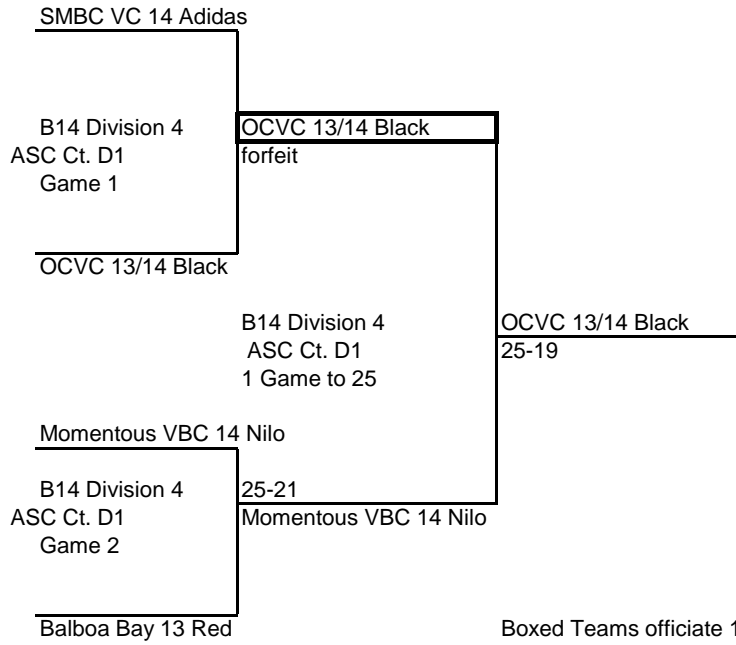 SMBC VC 14 Adidas
B14 Division 4
OCVC 13/14 Black
ASC Ct. D1
forfeit
Game 1
OCVC 13/14 Black
B14 Division 4
OCVC 13/14 Black
ASC Ct. D1
25-19
1 Game to 25
Momentous VBC 14 Nilo
B14 Division 4
25-21
ASC Ct. D1
Momentous VBC 14 Nilo
Game 2
Balboa Bay 13 Red
Boxed Teams officiate 1